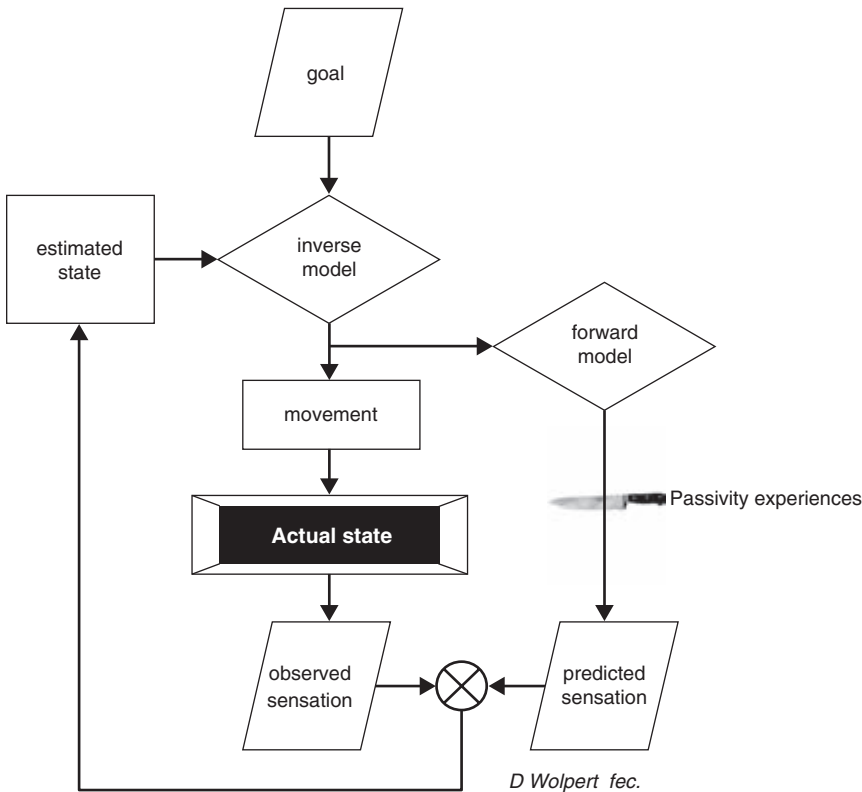 goal
estimated
state
inverse
model
forward
model
movement
Passivity experiences
Actual state
observed
sensation
predicted
sensation
D Wolpert fec.